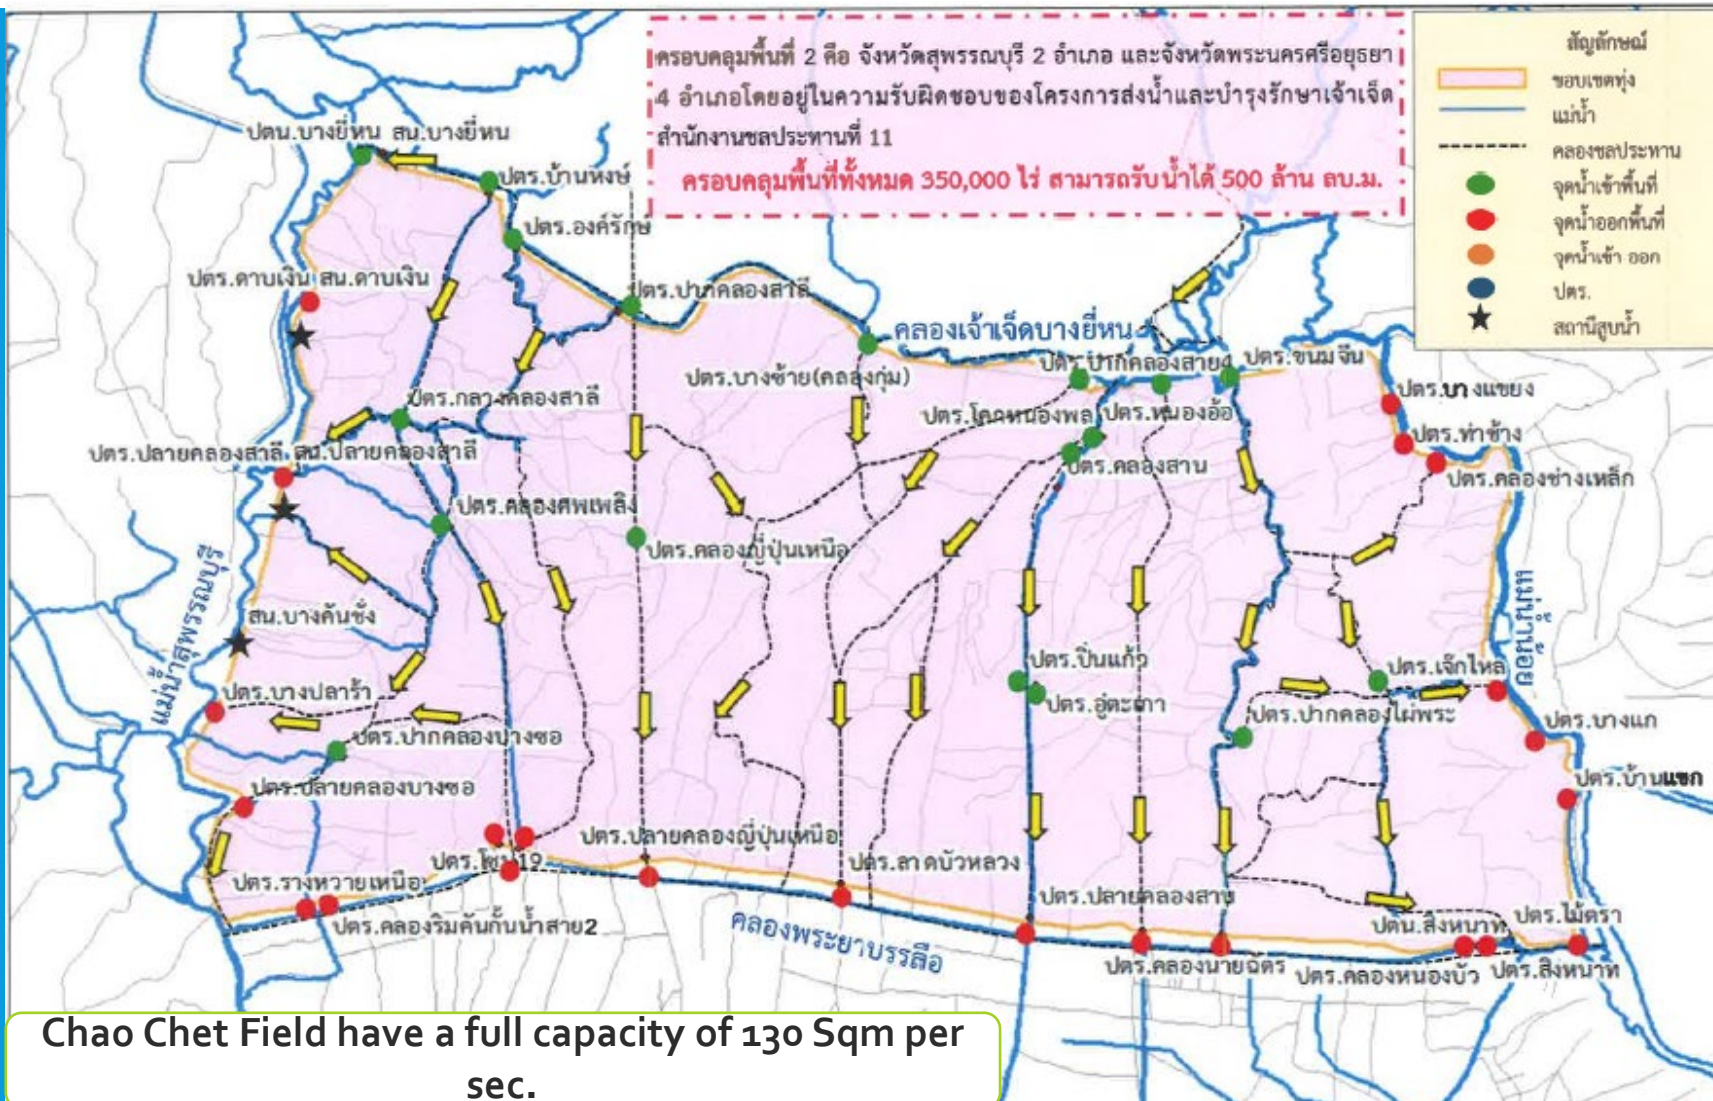 ครอบคลุมพื้นที่ 2 คือ จังหวัดสุพรรณบุรี 2 อำเภอ และจังหวัดพระนครศรีอยุธยา
4 อำเภอโดยอยู่ในความรับผิดชอบของโครงการส่งน้ำและบำรุงรักษาเจ้าเจ็ด
สำนักงานชลประทานที่ 11
ครอบคลุมพื้นที่ทั้งหมด 350,000 ไร่ สามารถรับน้ำได้ 500 ล้าน ลบ.ม.
สัญลักษณ์
ขอบเขตทุ่ง
แม่น้ำ
คลองชลประทาน
จุดน้ำเข้าพื้นที่
จุดน้ำออกพื้นที่
จุดน้ำเข้า ออก
ปตร.
สถานีสูบน้ำ
ปตน.บางยี่หน สน.บางยี่หน
ปตร.บ้านหงษ์
ปตร.องค์รักษ์
ปตร.ดาบเงิน สน.ดาบเงิน
ปตร.ปากคลองสาลี
คลองเจ้าเจ็ดบางยี่หน
ปตร.ปากคลองสาย4
ปตร.ขนมจีน
ปตร.บางซ้าย(คลองกุ่ม)
ปตร.บางแขยง
ปตร.กลางคลองสาลี
ปตร.โคกหนองพล
ปตร.หนองอ้อ
ปตร.ท่าช้าง
ปตร.ปลายคลองสาลี สน.ปลายคลองสาลี
ปตร.คลองสาน
ปตร.คลองช่างเหล็ก
ปตร.คลองศพเพลิง
ปตร.คลองญี่ปุ่นเหนือ
แม่น้ำสุพรรณบุรี
แม่น้ำน้อย
สน.บางคันชั่ง
ปตร.ปิ่นแก้ว
ปตร.เจ๊กไหล
ปตร.บางปลาร้า
ปตร.อู่ตะเภา
ปตร.ปากคลองไผ่พระ
ปตร.บางแก
ปตร.ปากคลองบางซอ
ปตร.บ้านแขก
ปตร.ปลายคลองบางซอ
ปตร.ปลายคลองญี่ปุ่นเหนือ
ปตร.ลาดบัวหลวง
ปตร.รางหวายเหนือ
ปตร.ปลายคลองสาน
ปตร.คลองริมคันกั้นน้ำสาย2
คลองพระยาบรรลือ
ปตน.สิงหนาท
ปตร.ไม้ตรา
ปตร.คลองนายฉัตร
ปตร.คลองหนองบัว
ปตร.สิงหนาท
Chao Chet Field have a full capacity of 130 Sqm per
sec.